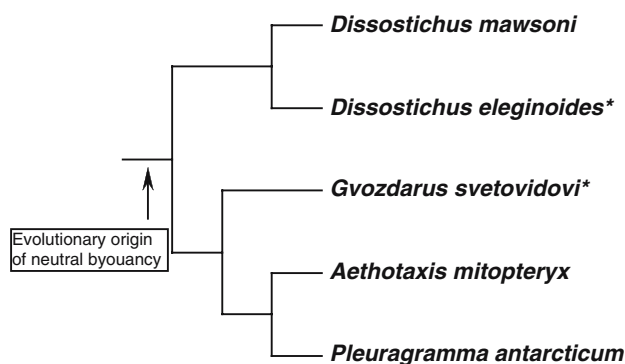 Dissostichus mawsoni
Dissostichus eleginoides*
Gvozdarus svetovidovi*
Evolutionary origin
of neutral byouancy
Aethotaxis mitopteryx
Pleuragramma antarcticum